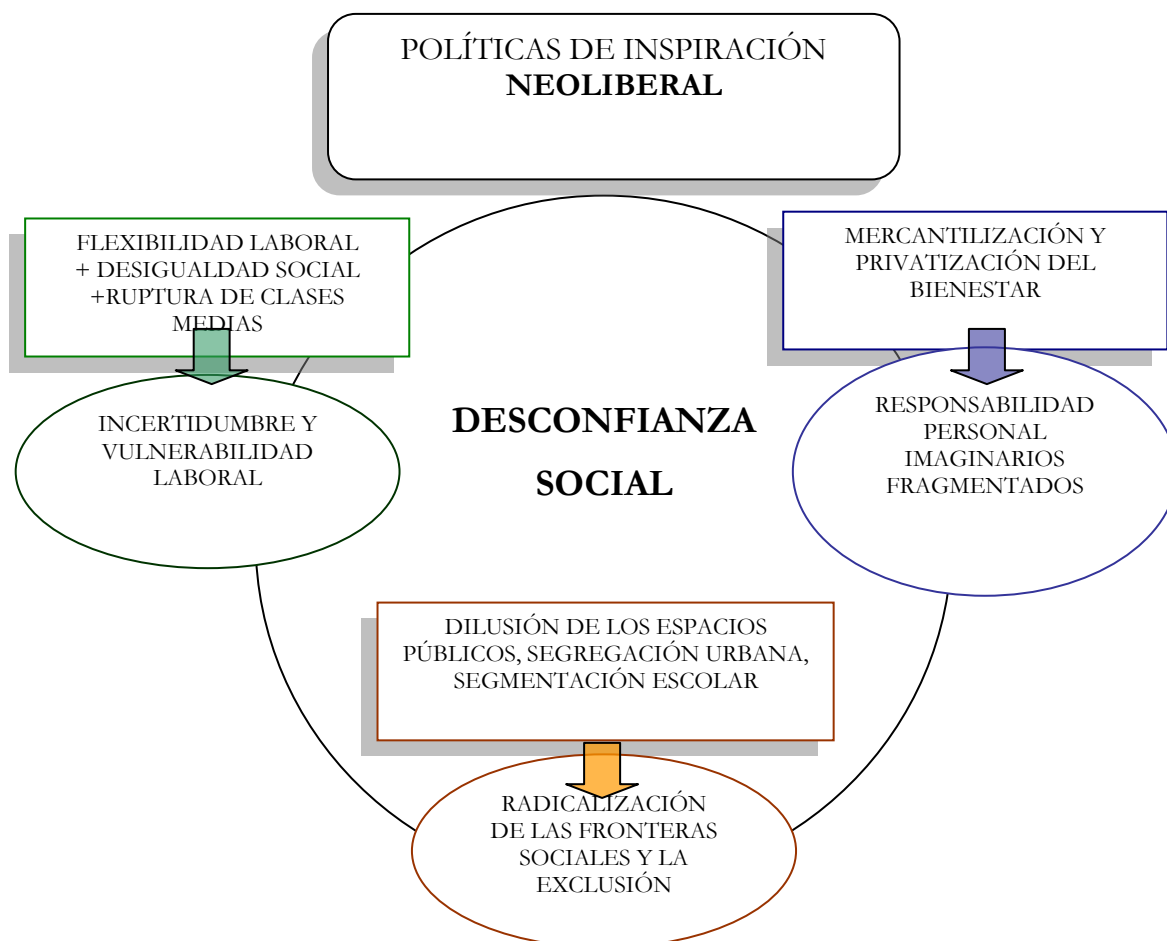 POLÍTICAS DE INSPIRACIÓN
NEOLIBERAL
FLEXIBILIDAD LABORAL
+ DESIGUALDAD SOCIAL
+RUPTURA DE CLASES
MEDIAS
MERCANTILIZACIÓN Y
PRIVATIZACIÓN DEL
BIENESTAR
INCERTIDUMBRE Y
VULNERABILIDAD
LABORAL
DESCONFIANZA
SOCIAL
RESPONSABILIDAD
PERSONAL
IMAGINARIOS
FRAGMENTADOS
DILUSIÓN DE LOS ESPACIOS
PÚBLICOS, SEGREGACIÓN URBANA,
SEGMENTACIÓN ESCOLAR
RADICALIZACIÓN
DE LAS FRONTERAS
SOCIALES Y LA
EXCLUSIÓN